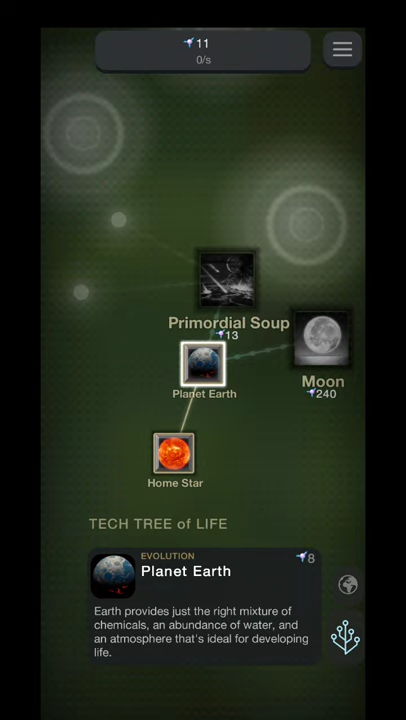 11
0/s
Primordial Soup
13
Planet Earth
Moon
240
Home Star
TECH TREE of LIFE
EVOLUTION
8
Planet Earth
Earth provides just the right mixture of
chemicals, an abundance of water, and
an atmosphere that's ideal for developing
life.